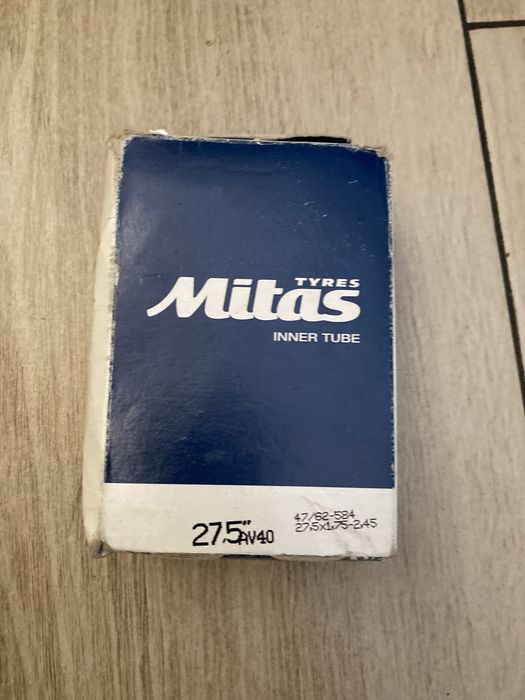 TYRES
Mitas
INNER TUBE
27,5" AV40
47/62-584
27,5x1,75-2,45